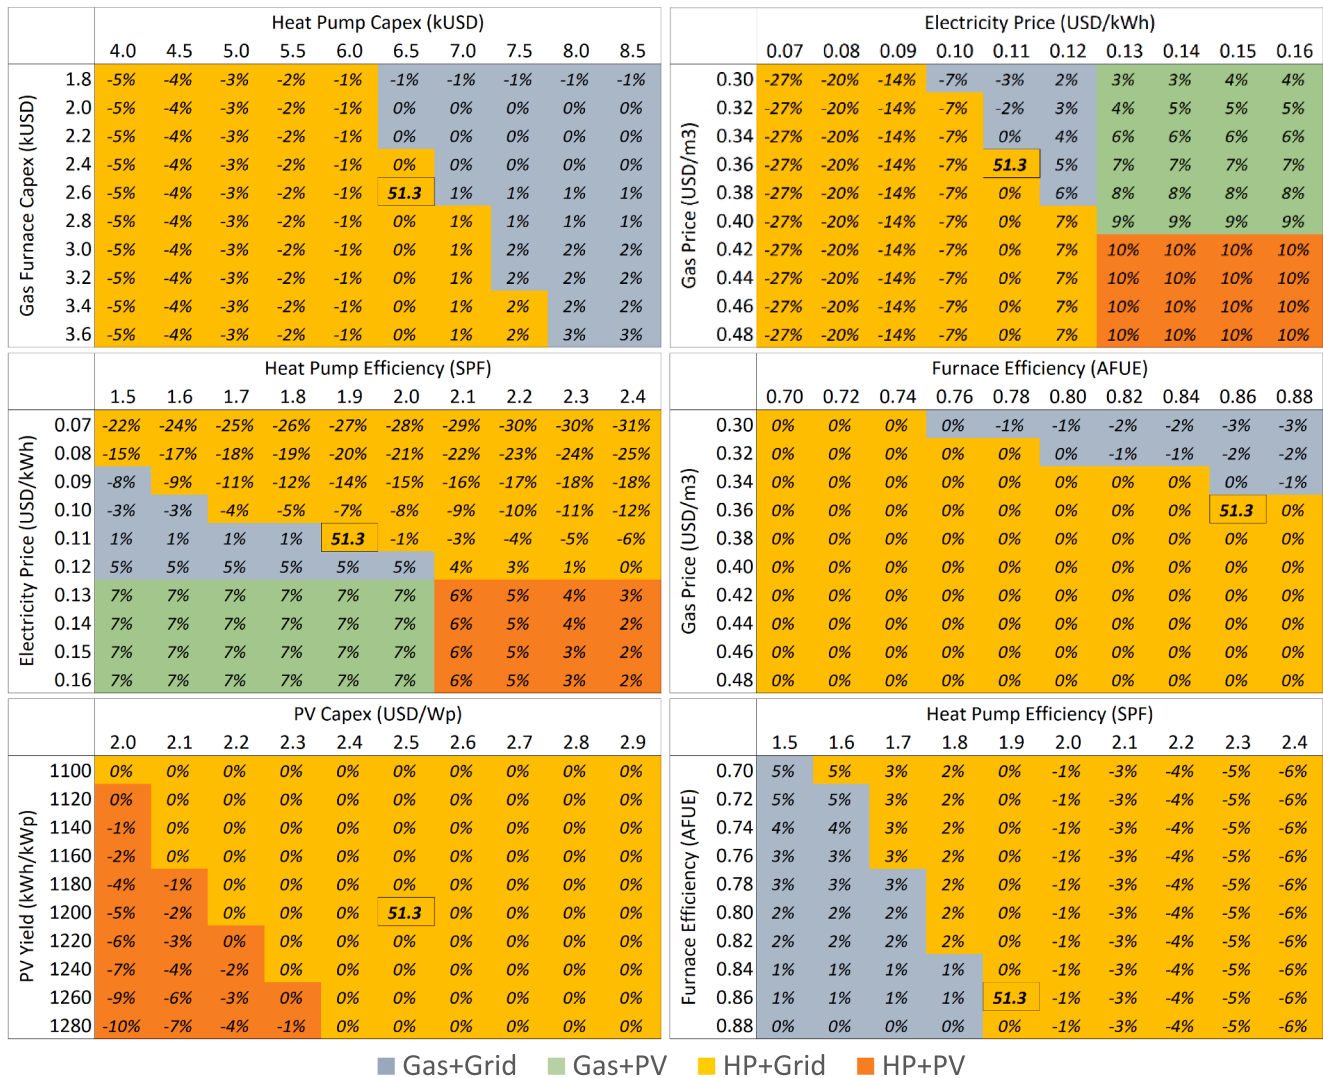 Heat Pump Capex (kUSD)
4.0 4.5 5.0 5.5 6.0 6.5 7.0 7.5 8.0 8.5
Gas Furnace Capex (kUSD)
1.8 -5% -4% -3% -2% -1% -1% -1% -1% -1% -1%
2.0 -5% -4% -3% -2% -1% 0% 0% 0% 0% 0%
2.2 -5% -4% -3% -2% -1% 0% 0% 0% 0% 0%
2.4 -5% -4% -3% -2% -1% 0% 0% 0% 0% 0%
2.6 -5% -4% -3% -2% -1% 51.3 1% 1% 1% 1%
2.8 -5% -4% -3% -2% -1% 0% 1% 1% 1% 1%
3.0 -5% -4% -3% -2% -1% 0% 1% 2% 2% 2%
3.2 -5% -4% -3% -2% -1% 0% 1% 2% 2% 2%
3.4 -5% -4% -3% -2% -1% 0% 1% 2% 2% 2%
3.6 -5% -4% -3% -2% -1% 0% 1% 2% 3% 3%
Electricity Price (USD/kWh)
0.07 0.08 0.09 0.10 0.11 0.12 0.13 0.14 0.15 0.16
Gas Price (USD/m3)
0.30 -27% -20% -14% -7% -3% 2% 3% 3% 4% 4%
0.32 -27% -20% -14% -7% -2% 3% 4% 5% 5% 5%
0.34 -27% -20% -14% -7% 0% 4% 6% 6% 6% 6%
0.36 -27% -20% -14% -7% 51.3 5% 7% 7% 7% 7%
0.38 -27% -20% -14% -7% 0% 6% 8% 8% 8% 8%
0.40 -27% -20% -14% -7% 0% 7% 9% 9% 9% 9%
0.42 -27% -20% -14% -7% 0% 7% 10% 10% 10% 10%
0.44 -27% -20% -14% -7% 0% 7% 10% 10% 10% 10%
0.46 -27% -20% -14% -7% 0% 7% 10% 10% 10% 10%
0.48 -27% -20% -14% -7% 0% 7% 10% 10% 10% 10%
Heat Pump Efficiency (SPF)
1.5 1.6 1.7 1.8 1.9 2.0 2.1 2.2 2.3 2.4
Electricity Price (USD/kWh)
0.07 -22% -24% -25% -26% -27% -28% -29% -30% -30% -31%
0.08 -15% -17% -18% -19% -20% -21% -22% -23% -24% -25%
0.09 -8% -9% -11% -12% -14% -15% -16% -17% -18% -18%
0.10 -3% -3% -4% -5% -7% -8% -9% -10% -11% -12%
0.11 1% 1% 1% 1% 51.3 -1% -3% -4% -5% -6%
0.12 5% 5% 5% 5% 5% 5% 4% 3% 1% 0%
0.13 7% 7% 7% 7% 7% 7% 6% 5% 4% 3%
0.14 7% 7% 7% 7% 7% 7% 6% 5% 4% 2%
0.15 7% 7% 7% 7% 7% 7% 6% 5% 3% 2%
0.16 7% 7% 7% 7% 7% 7% 6% 5% 3% 2%
Furnace Efficiency (AFUE)
0.70 0.72 0.74 0.76 0.78 0.80 0.82 0.84 0.86 0.88
Gas Price (USD/m3)
0.30 0% 0% 0% 0% -1% -1% -2% -2% -3% -3%
0.32 0% 0% 0% 0% 0% 0% -1% -1% -2% -2%
0.34 0% 0% 0% 0% 0% 0% 0% 0% 0% -1%
0.36 0% 0% 0% 0% 0% 0% 0% 0% 51.3 0%
0.38 0% 0% 0% 0% 0% 0% 0% 0% 0% 0%
0.40 0% 0% 0% 0% 0% 0% 0% 0% 0% 0%
0.42 0% 0% 0% 0% 0% 0% 0% 0% 0% 0%
0.44 0% 0% 0% 0% 0% 0% 0% 0% 0% 0%
0.46 0% 0% 0% 0% 0% 0% 0% 0% 0% 0%
0.48 0% 0% 0% 0% 0% 0% 0% 0% 0% 0%
PV Capex (USD/Wp)
2.0 2.1 2.2 2.3 2.4 2.5 2.6 2.7 2.8 2.9
PV Yield (kWh/kWp)
1100 0% 0% 0% 0% 0% 0% 0% 0% 0% 0%
1120 0% 0% 0% 0% 0% 0% 0% 0% 0% 0%
1140 -1% 0% 0% 0% 0% 0% 0% 0% 0% 0%
1160 -2% 0% 0% 0% 0% 0% 0% 0% 0% 0%
1180 -4% -1% 0% 0% 0% 0% 0% 0% 0% 0%
1200 -5% -2% 0% 0% 0% 51.3 0% 0% 0% 0%
1220 -6% -3% 0% 0% 0% 0% 0% 0% 0% 0%
1240 -7% -4% -2% 0% 0% 0% 0% 0% 0% 0%
1260 -9% -6% -3% 0% 0% 0% 0% 0% 0% 0%
1280 -10% -7% -4% -1% 0% 0% 0% 0% 0% 0%
Heat Pump Efficiency (SPF)
1.5 1.6 1.7 1.8 1.9 2.0 2.1 2.2 2.3 2.4
Furnace Efficiency (AFUE)
0.70 5% 5% 3% 2% 0% -1% -3% -4% -5% -6%
0.72 5% 5% 3% 2% 0% -1% -3% -4% -5% -6%
0.74 4% 4% 3% 2% 0% -1% -3% -4% -5% -6%
0.76 3% 3% 3% 2% 0% -1% -3% -4% -5% -6%
0.78 3% 3% 3% 2% 0% -1% -3% -4% -5% -6%
0.80 2% 2% 2% 2% 0% -1% -3% -4% -5% -6%
0.82 2% 2% 2% 2% 0% -1% -3% -4% -5% -6%
0.84 1% 1% 1% 1% 0% -1% -3% -4% -5% -6%
0.86 1% 1% 1% 1% 51.3 -1% -3% -4% -5% -6%
0.88 0% 0% 0% 0% 0% -1% -3% -4% -5% -6%
Gas+Grid Gas+PV HP+Grid HP+PV